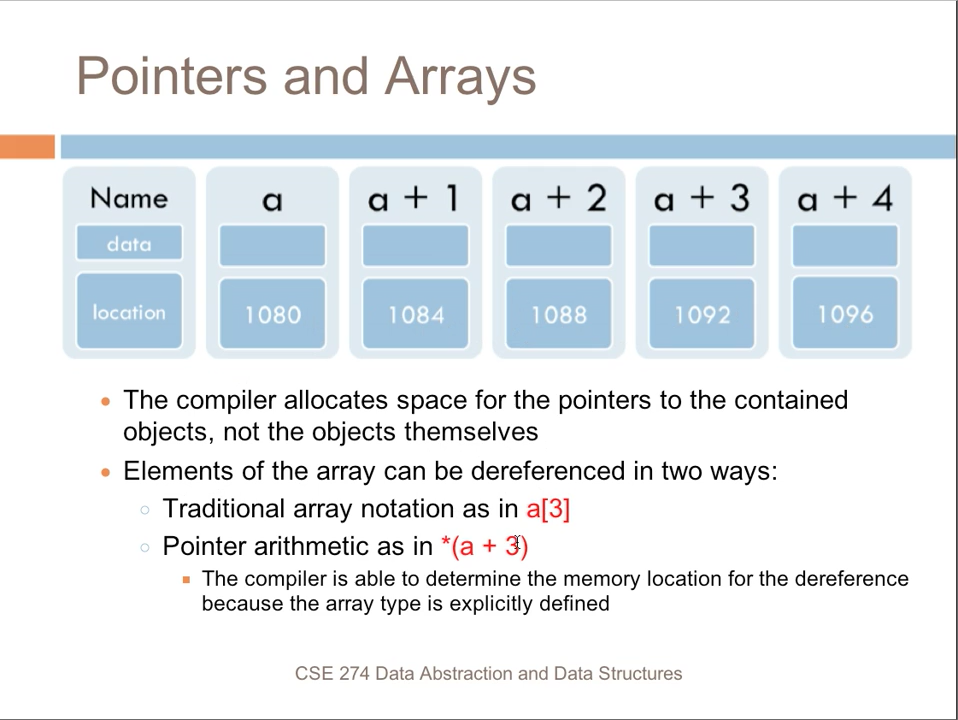 Pointers and Arrays
Name a a + 1 a + 2 a + 3 a + 4
data
location 1080 1084 1088 1092 1096
The compiler allocates space for the pointers to the contained
objects, not the objects themselves
Elements of the array can be dereferenced in two ways:
Traditional array notation as in a[3]
Pointer arithmetic as in *(a + 3)
The compiler is able to determine the memory location for the dereference
because the array type is explicitly defined
CSE 274 Data Abstraction and Data Structures